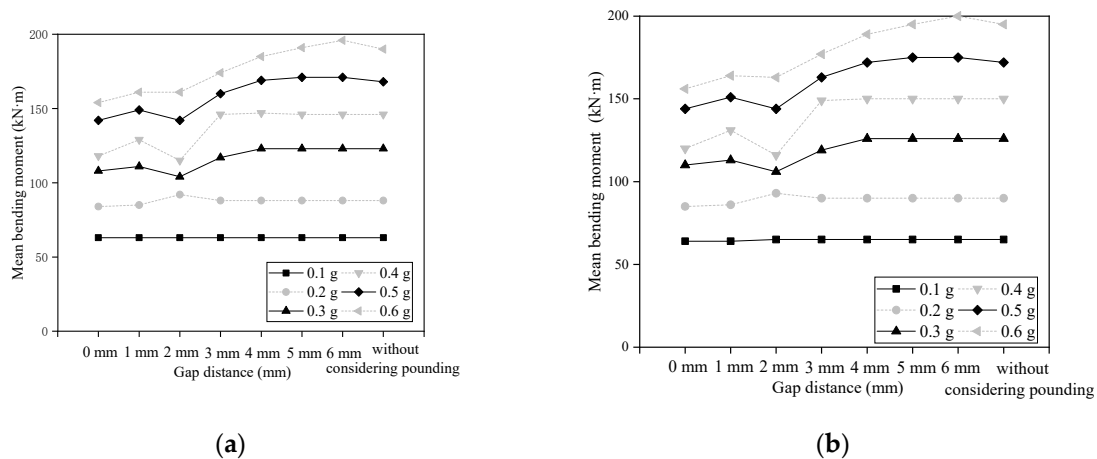 200
150
100
50
0
Mean bending moment (kN·m)
0.1 g 0.4 g
0.2 g 0.5 g
0.3 g 0.6 g
0 mm 1 mm 2 mm 3 mm 4 mm 5 mm 6 mm without
considering pounding
Gap distance (mm)
(a)
200
150
100
50
0
Mean bending moment (kN·m)
0.1 g 0.4 g
0.2 g 0.5 g
0.3 g 0.6 g
0 mm 1 mm 2 mm 3 mm 4 mm 5 mm 6 mm without
considering pounding
Gap distance (mm)
(b)